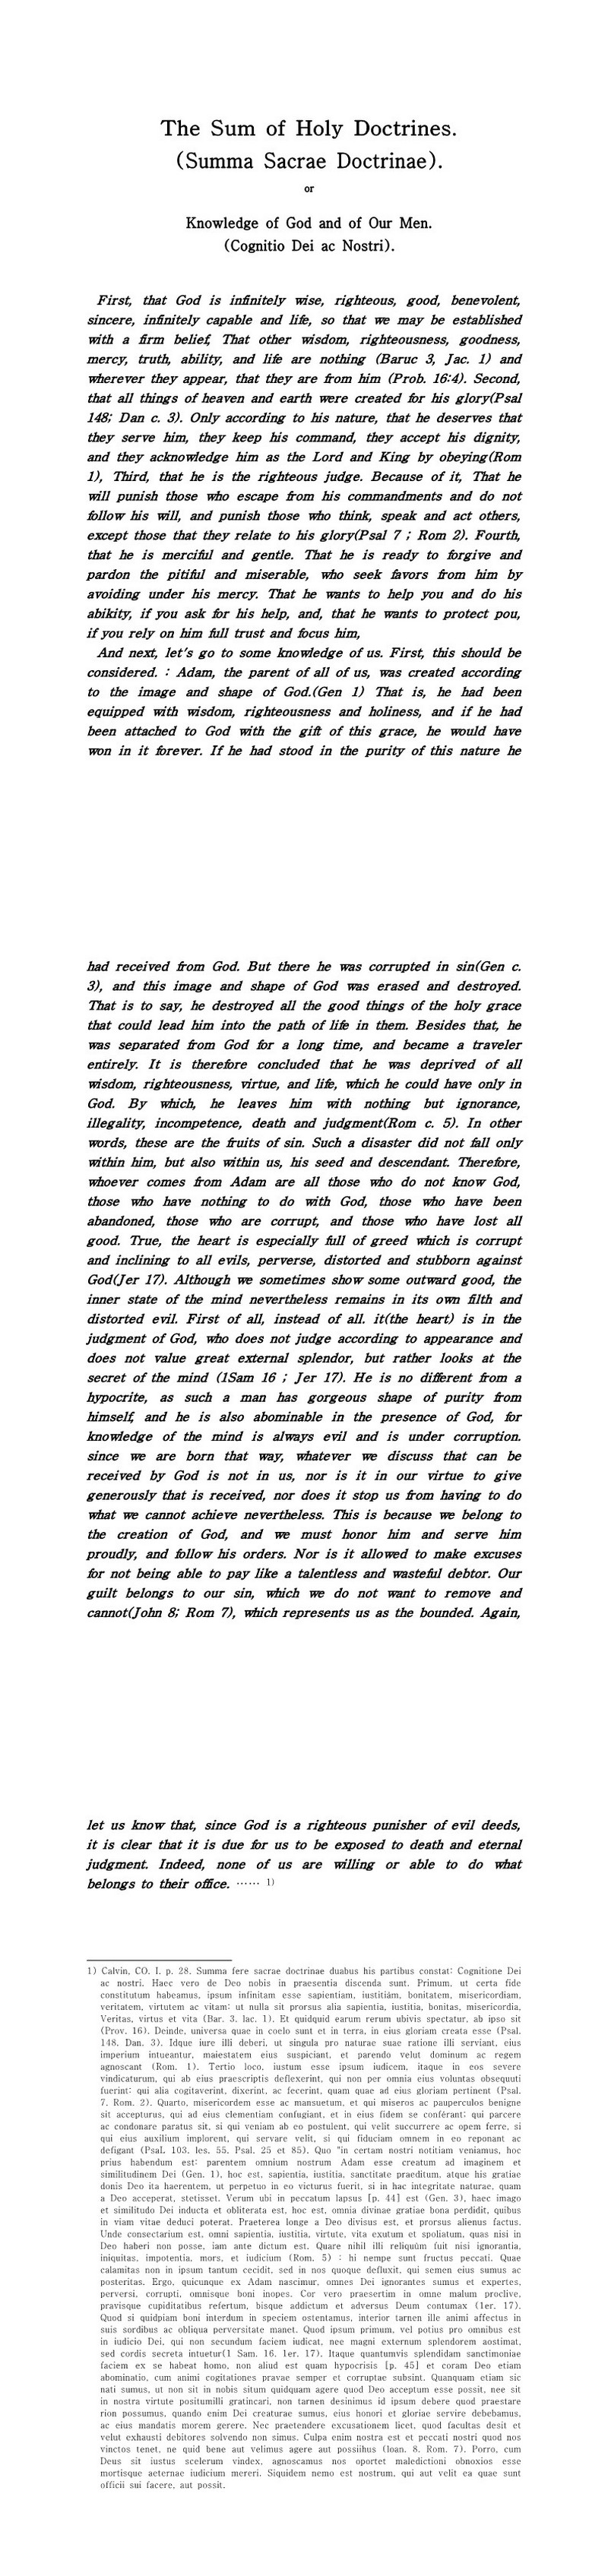 The Sum of Holy Doctrines.
(Summa Sacrae Doctrinae).
or
Knowledge of God and of Our Men.
(Cognitio Dei ac Nostri).
First, that God is infinitely wise, righteous, good, benevolent,
sincere, infinitely capable and life, so that we may be established
with a firm belief, That other wisdom, righteousness, goodness,
mercy, truth, ability, and life are nothing (Baruc 3, Jac. 1) and
wherever they appear, that they are from him (Prob. 16:4). Second,
that all things of heaven and earth were created for his glory(Psal
148; Dan c. 3). Only according to his nature, that he deserves that
they serve him, they keep his command, they accept his dignity,
and they acknowledge him as the Lord and King by obeying(Rom
1), Third, that he is the righteous judge. Because of it, That he
will punish those who escape from his commandments and do not
follow his will, and punish those who think, speak and act others,
except those that they relate to his glory(Psal 7 ; Rom 2). Fourth,
that he is merciful and gentle. That he is ready to forgive and
pardon the pitiful and miserable, who seek favors from him by
avoiding under his mercy. That he wants to help you and do his
abikity, if you ask for his help, and, that he wants to protect pou,
if you rely on him full trust and focus him,
And next, let's go to some knowledge of us. First, this should be
considered. : Adam, the parent of all of us, was created according
to the image and shape of God.(Gen 1) That is, he had been
equipped with wisdom, righteousness and holiness, and if he had
been attached to God with the gift of this grace, he would have
won in it forever. If he had stood in the purity of this nature he
had received from God. But there he was corrupted in sin(Gen c.
3), and this image and shape of God was erased and destroyed.
That is to say, he destroyed all the good things of the holy grace
that could lead him into the path of life in them. Besides that, he
was separated from God for a long time, and became a traveler
entirely. It is therefore concluded that he was deprived of all
wisdom, righteousness, virtue, and life, which he could have only in
God. By which, he leaves him with nothing but ignorance,
illegality, incompetence, death and judgment(Rom c. 5). In other
words, these are the fruits of sin. Such a disaster did not fall only
within him, but also within us, his seed and descendant. Therefore,
whoever comes from Adam are all those who do not know God,
those who have nothing to do with God, those who have been
abandoned, those who are corrupt, and those who have lost all
good. True, the heart is especially full of greed which is corrupt
and inclining to all evils, perverse, distorted and stubborn against
God(Jer 17). Although we sometimes show some outward good, the
inner state of the mind nevertheless remains in its own filth and
distorted evil. First of all, instead of all. it(the heart) is in the
judgment of God, who does not judge according to appearance and
does not value great external splendor, but rather looks at the
secret of the mind (1Sam 16 ; Jer 17). He is no different from a
hypocrite, as such a man has gorgeous shape of purity from
himself, and he is also abominable in the presence of God, for
knowledge of the mind is always evil and is under corruption.
since we are born that way, whatever we discuss that can be
received by God is not in us, nor is it in our virtue to give
generously that is received, nor does it stop us from having to do
what we cannot achieve nevertheless. This is because we belong to
the creation of God, and we must honor him and serve him
proudly, and follow his orders. Nor is it allowed to make excuses
for not being able to pay like a talentless and wasteful debtor. Our
guilt belongs to our sin, which we do not want to remove and
cannot(John 8; Rom 7), which represents us as the bounded. Again,
let us know that, since God is a righteous punisher of evil deeds,
it is clear that it is due for us to be exposed to death and eternal
judgment. Indeed, none of us are willing or able to do what
belongs to their office. ⋯⋯ 1)
1) Calvin, CO. I. p. 28. Summa fere sacrae doctrinae duabus his partibus constat: Cognitione Dei
ac nostri. Haec vero de Deo nobis in praesentia discenda sunt. Primum, ut certa fide
constitutum habeamus, ipsum infinitam esse sapientiam, iustitiam, bonitatem, misericordiam,
veritatem, virtutem ac vitam: ut nulla sit prorsus alia sapientia, iustitia, bonitas, misericordia,
Veritas, virtus et vita (Bar. 3. lac. 1). Et quidquid earum rerum ubivis spectatur, ab ipso sit
(Prov. 16). Deinde, universa quae in coelo sunt et in terra, in eius gloriam creata esse (Psal.
148. Dan. 3). Idque iure illi deberi, ut singula pro naturae suae ratione illi serviant, eius
imperium intueantur, maiestatem eius suspiciant, et parendo velut dominum ac regem
agnoscant (Rom. 1). Tertio loco, iustum esse ipsum iudicem, itaque in eos severe
vindicaturum, qui ab eius praescriptis deflexerint, qui non per omnia eius voluntas obsequuti
fuerint: qui alia cogitaverint, dixerint, ac fecerint, quam quae ad eius gloriam pertinent (Psal.
7. Rom. 2). Quarto, misericordem esse ac mansuetum, et qui miseros ac pauperculos benigne
sit accepturus, qui ad eius clementiam confugiant, et in eius fidem se conférant; qui parcere
ac condonare paratus sit, si qui veniam ab eo postulent, qui velit succurrere ac opem ferre, si
qui eius auxilium implorent, qui servare velit, si qui fiduciam omnem in eo reponant ac
defigant (PsaL 103. les. 55. Psal. 25 et 85). Quo "in certam nostri notitiam veniamus, hoc
prius habendum est: parentem omnium nostrum Adam esse creatum ad imaginem et
similitudinem Dei (Gen. 1), hoc est, sapientia, iustitia, sanctitate praeditum, atque his gratiae
donis Deo ita haerentem, ut perpetuo in eo victurus fuerit, si in hac integritate naturae, quam
a Deo acceperat, stetisset. Verum ubi in peccatum lapsus [p. 44] est (Gen. 3), haec imago
et similitudo Dei inducta et obliterata est, hoc est, omnia divinae gratiae bona perdidit, quibus
in viam vitae deduci poterat. Praeterea longe a Deo divisus est, et prorsus alienus factus.
Unde consectarium est, omni sapientia, iustitia, virtute, vita exutum et spoliatum, quas nisi in
Deo haberi non posse, iam ante dictum est. Quare nihil illi reliquùm fuit nisi ignorantia,
iniquitas, impotentia, mors, et iudicium (Rom. 5) : hi nempe sunt fructus peccati. Quae
calamitas non in ipsum tantum cecidit, sed in nos quoque defluxit, qui semen eius sumus ac
posteritas. Ergo, quicunque ex Adam nascimur, omnes Dei ignorantes sumus et expertes,
perversi, corrupti, omnisque boni inopes. Cor vero praesertim in omne malum proclive,
pravisque cupiditatibus refertum, bisque addictum et adversus Deum contumax (1er. 17).
Quod si quidpiam boni interdum in speciem ostentamus, interior tarnen ille animi affectus in
suis sordibus ac obliqua perversitate manet. Quod ipsum primum, vel potius pro omnibus est
in iudicio Dei, qui non secundum faciem iudicat, nee magni externum splendorem aostimat,
sed cordis secreta intuetur(1 Sam. 16. 1er. 17). Itaque quantumvis splendidam sanctimoniae
faciem ex se habeat homo, non aliud est quam hypocrisis [p. 45] et coram Deo etiam
abominatio, cum animi cogitationes pravae semper et corruptae subsint. Quanquam etiam sic
nati sumus, ut non sit in nobis situm quidquam agere quod Deo acceptum esse possit, nee sit
in nostra virtute positumilli gratincari, non tarnen desinimus id ipsum debere quod praestare
rion possumus, quando enim Dei creaturae sumus, eius honori et gloriae servire debebamus,
ac eius mandatis morem gerere. Nec praetendere excusationem licet, quod facultas desit et
velut exhausti debitores solvendo non simus. Culpa enim nostra est et peccati nostri quod nos
vinctos tenet, ne quid bene aut velimus agere aut possiibus (Ioan. 8. Rom. 7). Porro, cum
Deus sit iustus scelerum vindex, agnoscamus nos oportet maledictioni obnoxios esse
mortisque aeternae iudicium mereri. Siquidem nemo est nostrum, qui aut velit ea quae sunt
officii sui facere, aut possit.